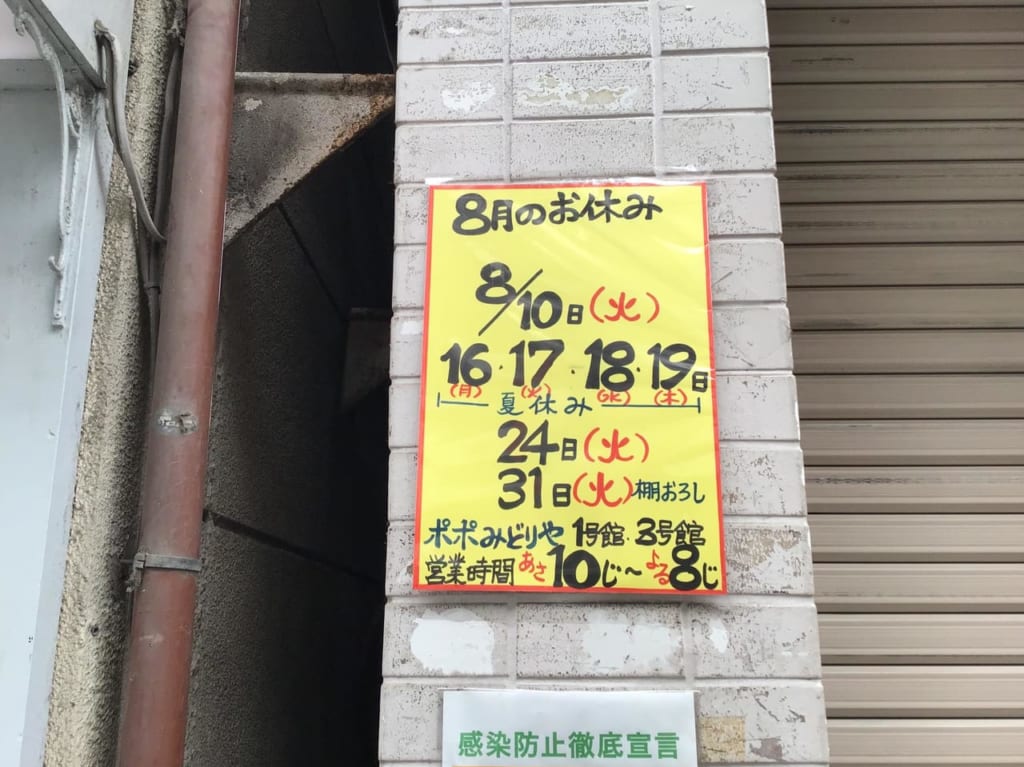 8月のお休み
8/10日(火)
16・17・18・19日
(月)(火)(水)(木)
夏休み
24日(火)
31日(火)棚おろし
ポポみどりや 1号館・3号館
営業時間 あさ10じ~よる8じ
感染防止徹底宣言